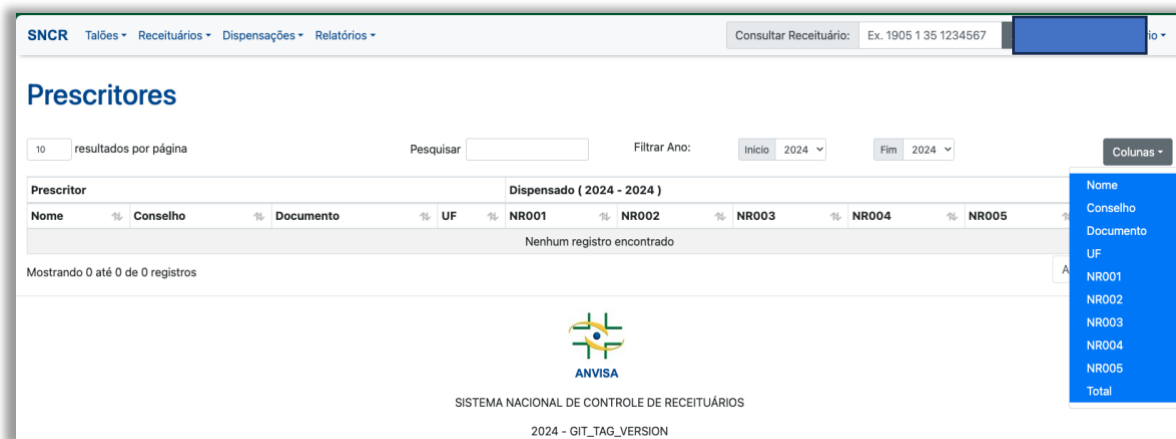 SNCR Talões Receituários Dispensações Relatórios Consultar Receituário: Ex. 1905 1 35 1234567
Prescritores
10 resultados por página Pesquisar Filtrar Ano: Inicio 2024 Fim 2024 Colunas
Prescritor Dispensado ( 2024 - 2024 )
Nome Conselho Documento UF NR001 NR002 NR003 NR004 NR005
Nenhum registro encontrado
Mostrando 0 até 0 de 0 registros
Nome
Conselho
Documento
UF
NR001
NR002
NR003
NR004
NR005
Total
ANVISA
SISTEMA NACIONAL DE CONTROLE DE RECEITUÁRIOS
2024 - GIT_TAG_VERSION